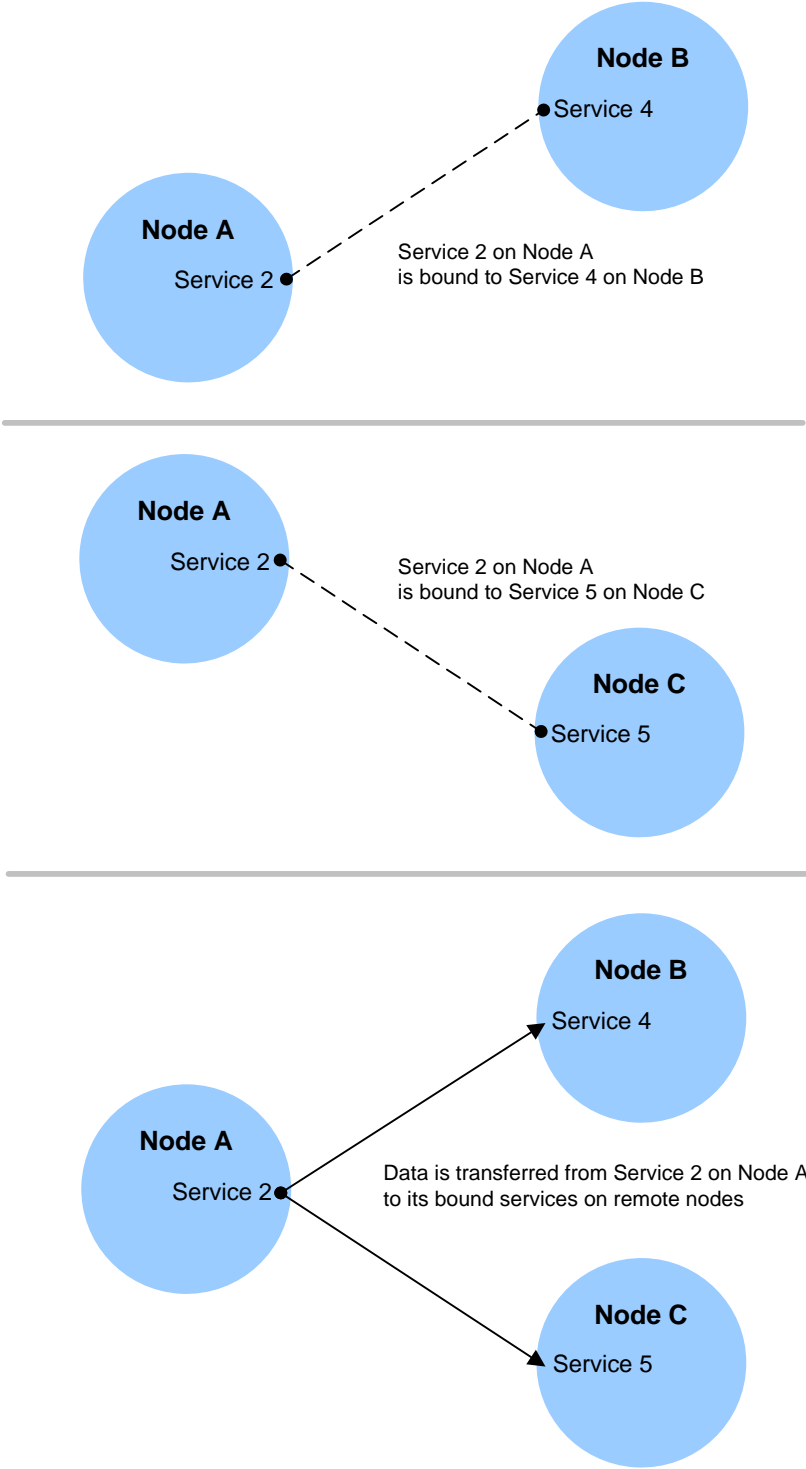 Node B
Service 4
Node A
Service 2
Service 2 on Node A
is bound to Service 4 on Node B
Node A
Service 2
Service 2 on Node A
is bound to Service 5 on Node C
Node C
Service 5
Node B
Service 4
Node A
Service 2
Data is transferred from Service 2 on Node A
to its bound services on remote nodes
Node C
Service 5